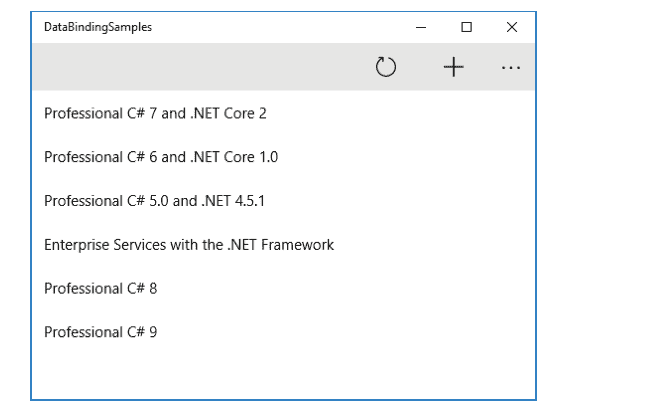 DataBindingSamples
Professional C# 7 and .NET Core 2
Professional C# 6 and .NET Core 1.0
Professional C# 5.0 and .NET 4.5.1
Enterprise Services with the .NET Framework
Professional C# 8
Professional C# 9